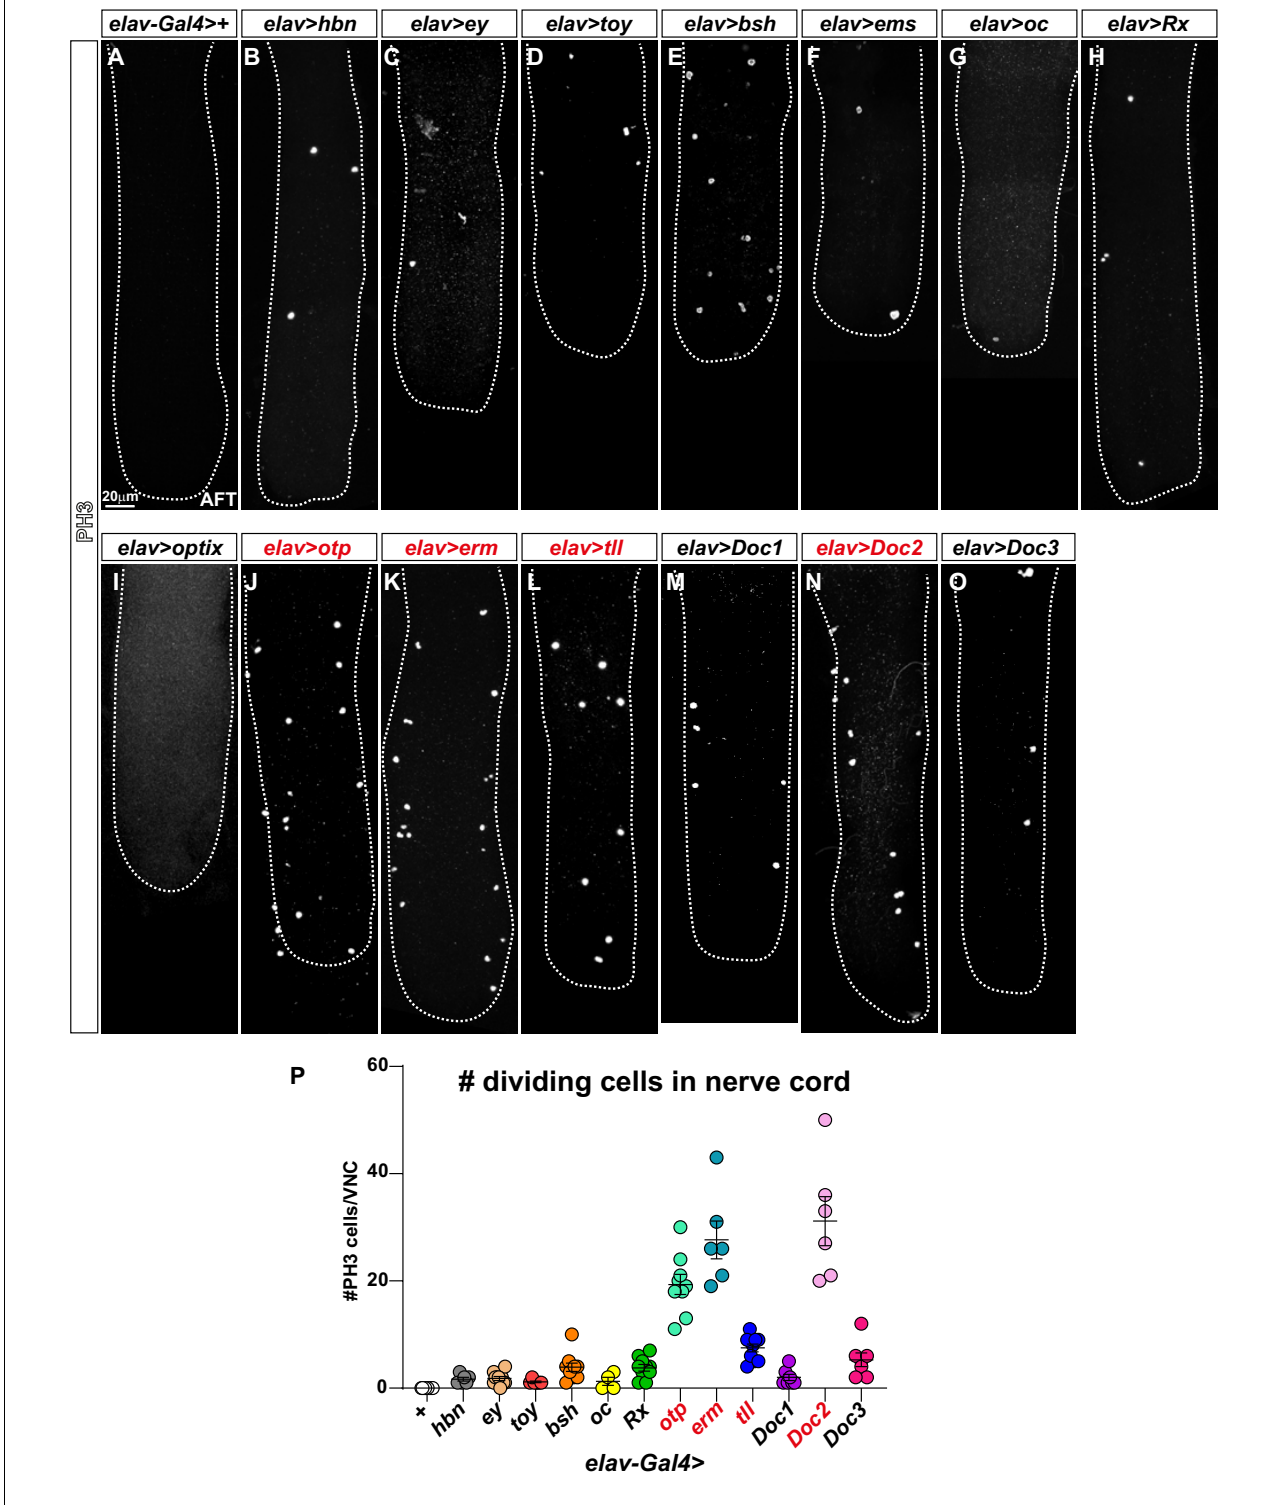 elav-Gal4>+ elav>hbn elav>ey elav>toy elav>bsh elav>ems elav>oc elav>Rx
A B C D E F G H
20µm AFT
PH3
elav>optix elav>otp elav>erm elav>tll elav>Doc1 elav>Doc2 elav>Doc3
I J K L M N O
P
# dividing cells in nerve cord
#PH3 cells/VNC
60
40
20
0
+ hbn ey toy bsh oc Rx otp erm tll Doc1 Doc2 Doc3
elav-Gal4>